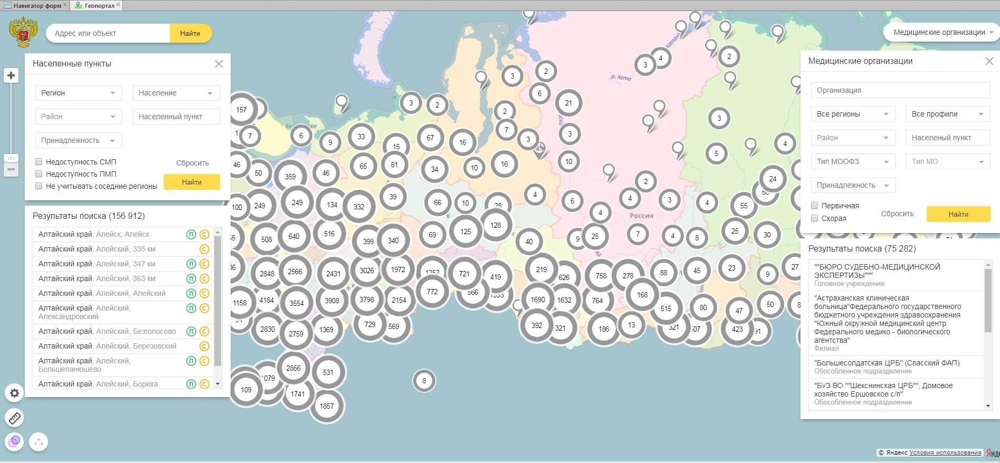 Навигатор форм
Геопортал
Адрес или объект
Найти
Медицинские организации
Населенные пункты
Регион
Население
Район
Населенный пункт
Принадлежность
Недоступность СМП
Недоступность ПМП
Не учитывать соседние регионы
Сбросить
Найти
Результаты поиска (156 912)
Алтайский край, Алейск, Алейск
П С
Алтайский край, Алейский, 335 км
С
Алтайский край, Алейский, 347 км
П С
Алтайский край, Алейский, 363 км
П С
Алтайский край, Алейский, Алейский
П С
Алтайский край, Алейский,
Александровский
П С
Алтайский край, Алейский, Безголосово
П С
Алтайский край, Алейский, Березовский
С
Алтайский край, Алейский,
Большепанюшево
П С
Алтайский край, Алейский, Бориха
П С
Медицинские организации
Организация
Все регионы
Все профили
Район
Населеный пункт
Тип МООФЗ
Тип МО
Принадлежность
Первичная
Скорая
Сбросить
Найти
Результаты поиска (75 282)
""БЮРО СУДЕБНО-МЕДИЦИНСКОЙ
ЭКСПЕРТИЗЫ"""
Головное учреждение
"Астраханская клиническая
больница"Федерального государственного
бюджетного учреждения здравоохранения
"Южный окружной медицинский центр
Федерального медико - биологического
агентства"
Филиал
"Большесолдатская ЦРБ" (Спасский ФАП)
Обособленное подразделение
"БУЗ ВО ""Шекснинская ЦРБ"", Домовое
хозяйство Ершовское с/п"
Обособленное подразделение
р. Хета
Хатанга
Россия
2
3 4
3 2
6
157 3 2 21
2 3
7 6 9 33 15 67 16 7 3 3 4
5
46 50 359 46 65 81 34 10 16 10
24
2
100 249 249 134 332 39 66 10 28 4 6 4 3 4 55
4
508 640 516 399 340 69 125 128 40 9 25 7 4 8 25 30
2848 2566 2431 3026 1972 1252 721 419 219 626 758 278 88 45 23 9 27
1158 4184 3554 3908 3798 2154 772 566 1690 1632 764 168 515 80 47 50
2830 2759 1369 729 569 392 321 186 13 321 423
109 1079 2856 531 8
1741 1857
© Яндекс Условия использования